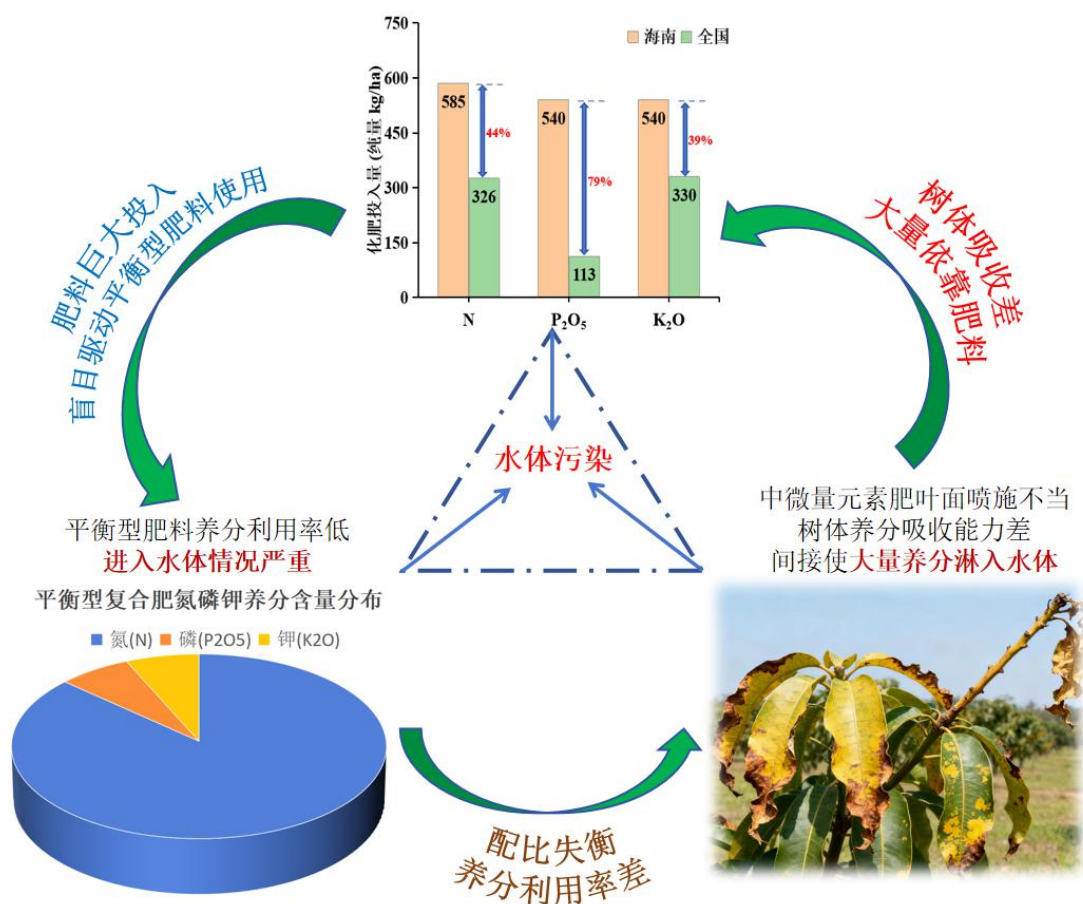 750
600
450
300
150
0
化肥投入量 (纯量 kg/ha)
海南
全国
585
326
44%
540
113
79%
540
330
39%
N
P₂O₅
K₂O
肥料巨大投入
盲目驱动平衡型肥料使用
树体吸收差
大量依靠肥料
水体污染
平衡型肥料养分利用率低
进入水体情况严重
中微量元素肥叶面喷施不当
树体养分吸收能力差
间接使大量养分淋入水体
平衡型复合肥氮磷钾养分含量分布
氮(N) 磷(P2O5) 钾(K2O)
配比失衡
养分利用率差